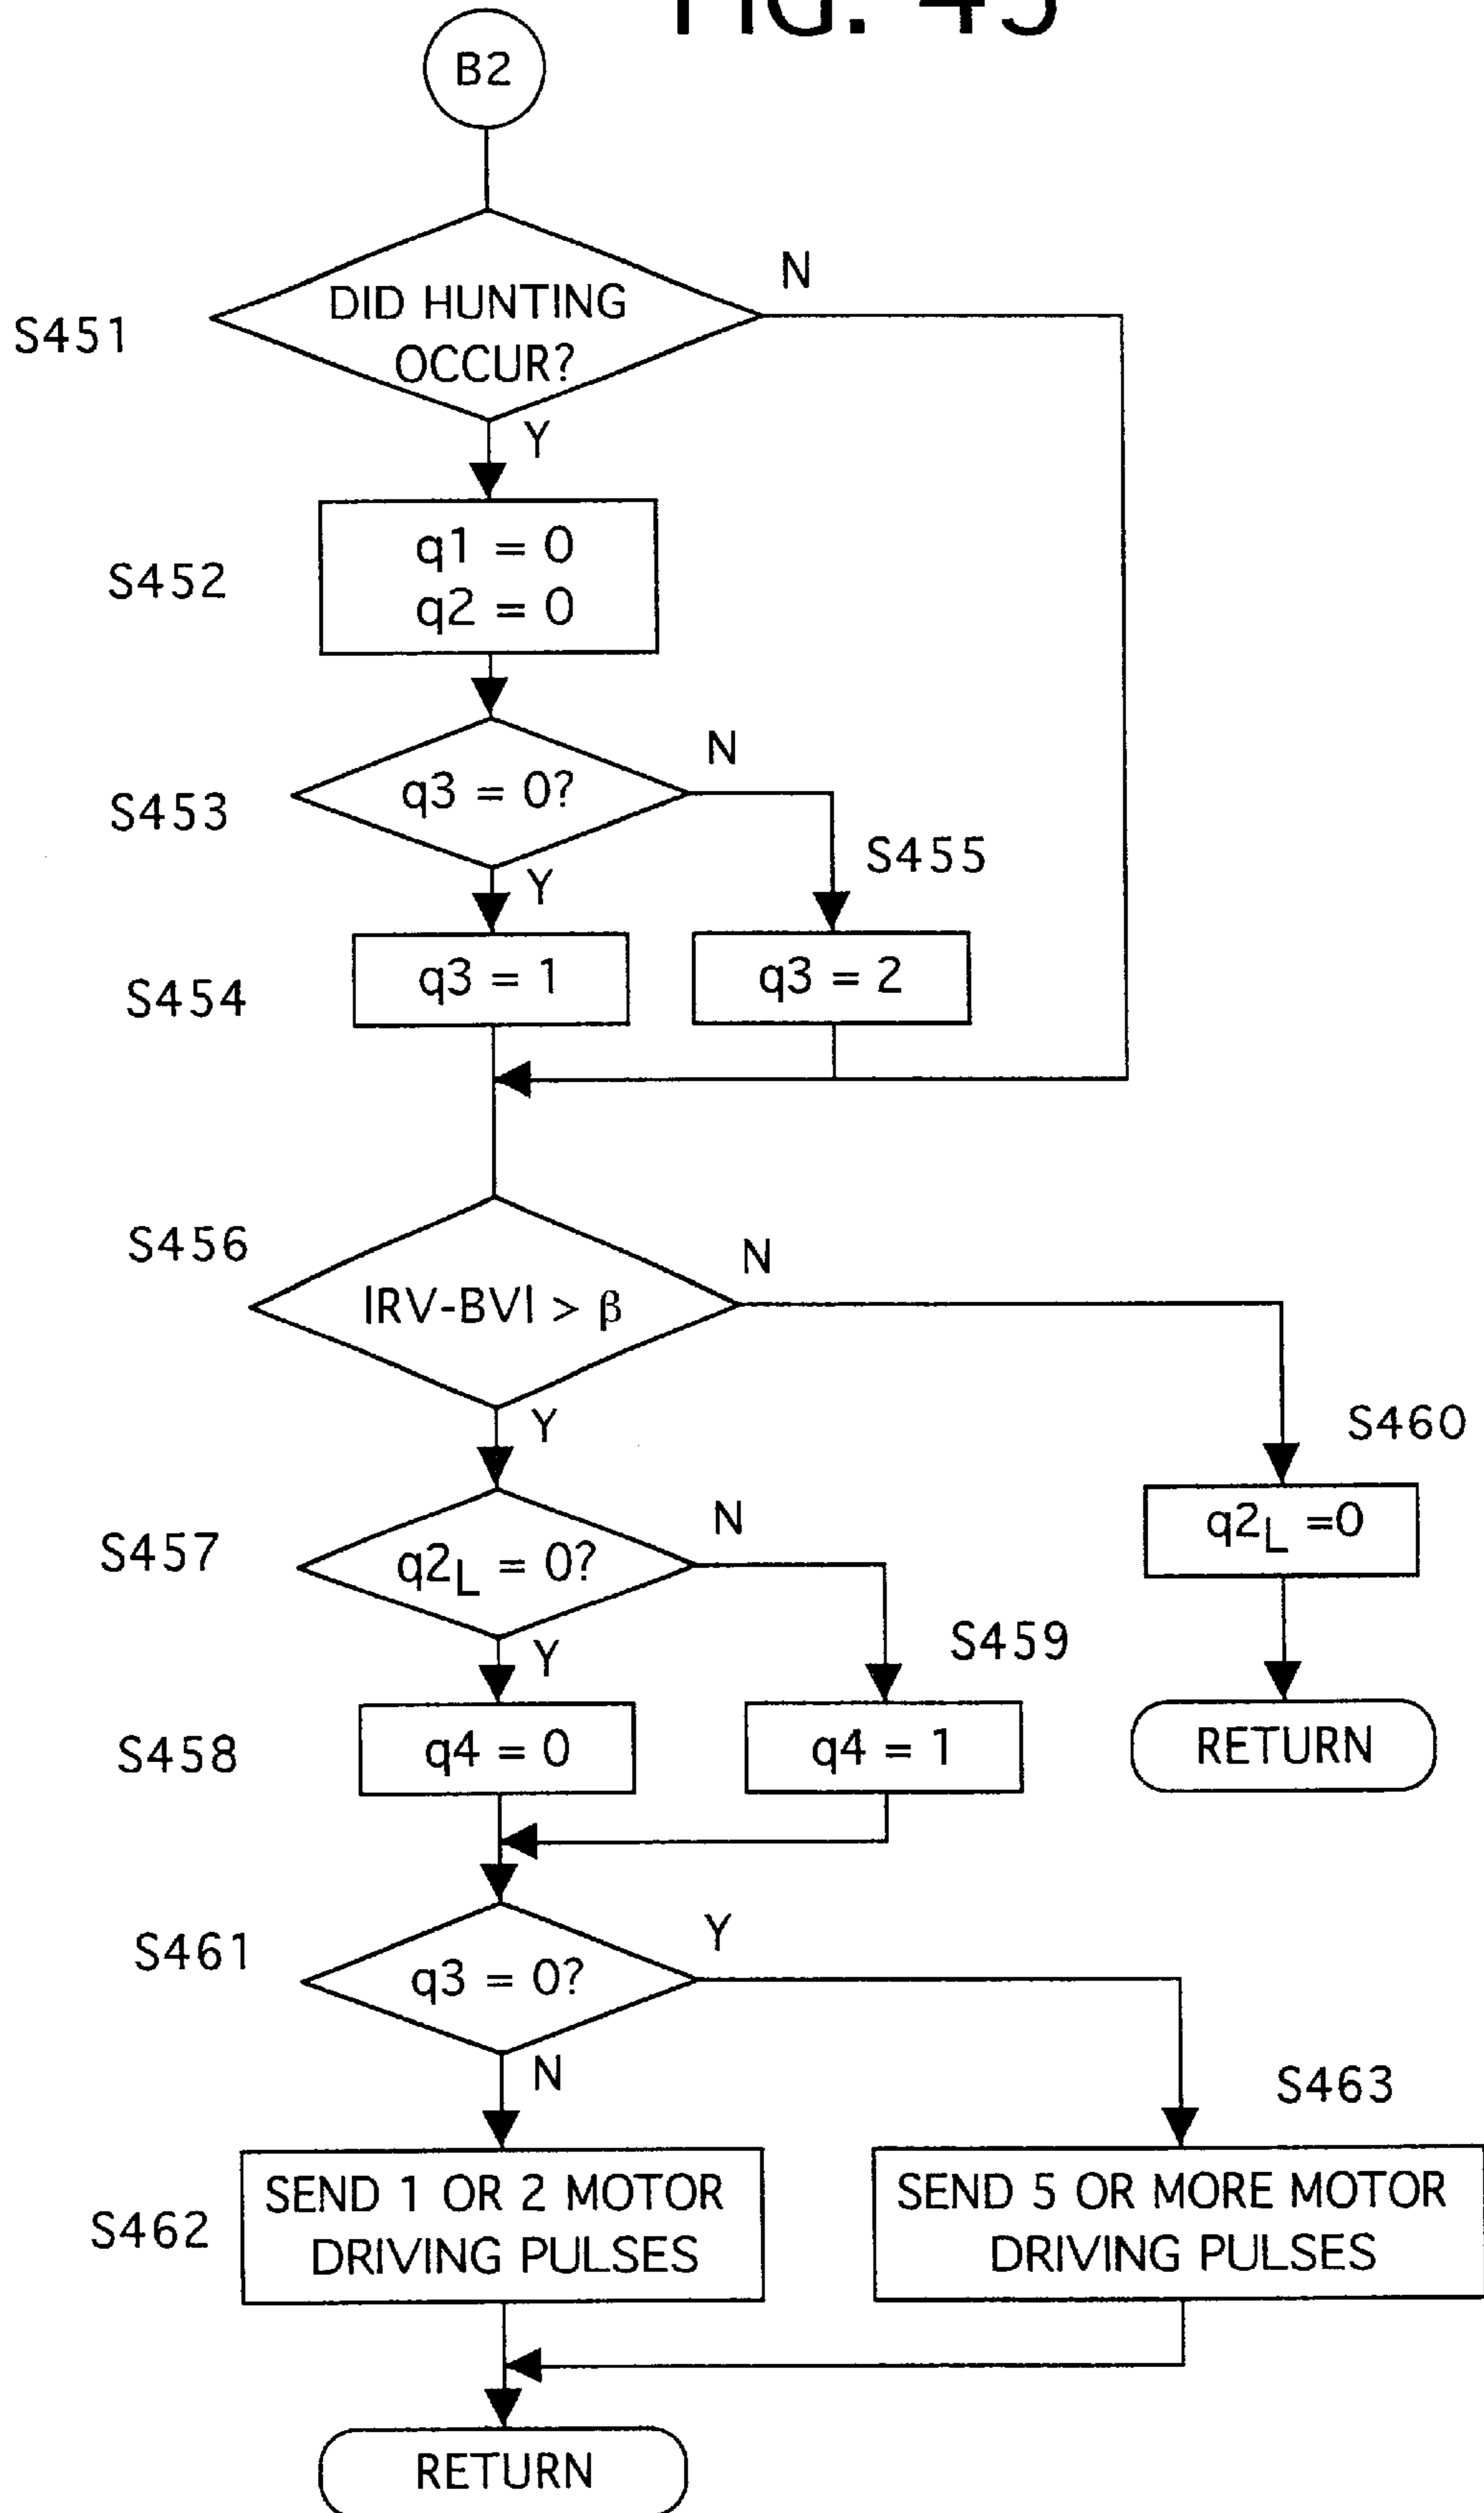 FIG. 45
B2
DID HUNTING
OCCUR?
N
S451
Y
q1 = 0
q2 = 0
S452
N
q3 = 0?
S453
S455
Y
q3 = 1
q3 = 2
S454
S456
N
|RV-BV| > β
S460
Y
q2L =0
N
q2L = 0?
S457
S459
Y
q4 = 0
q4 = 1
RETURN
S458
Y
S461
q3 = 0?
N
S463
SEND 1 OR 2 MOTOR
DRIVING PULSES
SEND 5 OR MORE MOTOR
DRIVING PULSES
S462
RETURN